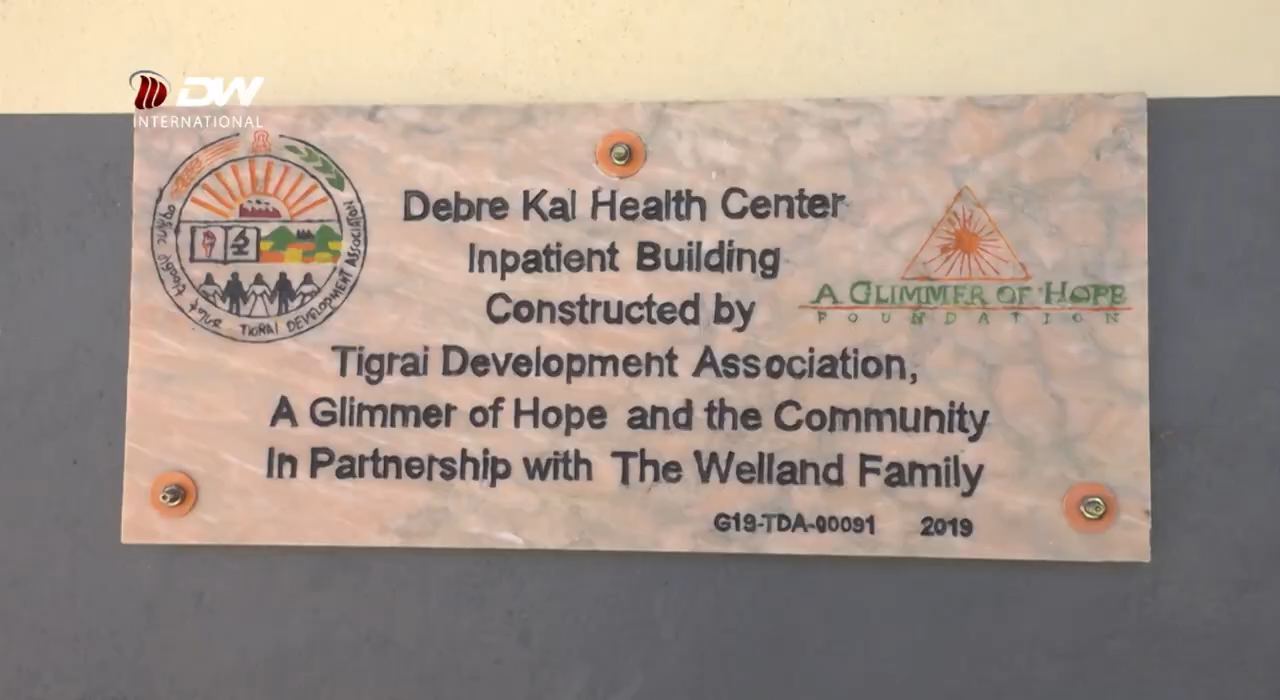 DW
INTERNATIONAL
TIGRAI DEVELOPMENT ASSOCIATION
Debre Kal Health Center
Inpatient Building
Constructed by
Tigrai Development Association,
A Glimmer of Hope and the Community
In Partnership with The Welland Family
G19-TDA-00091 2019
A GLIMMER OF HOPE
FOUNDATION